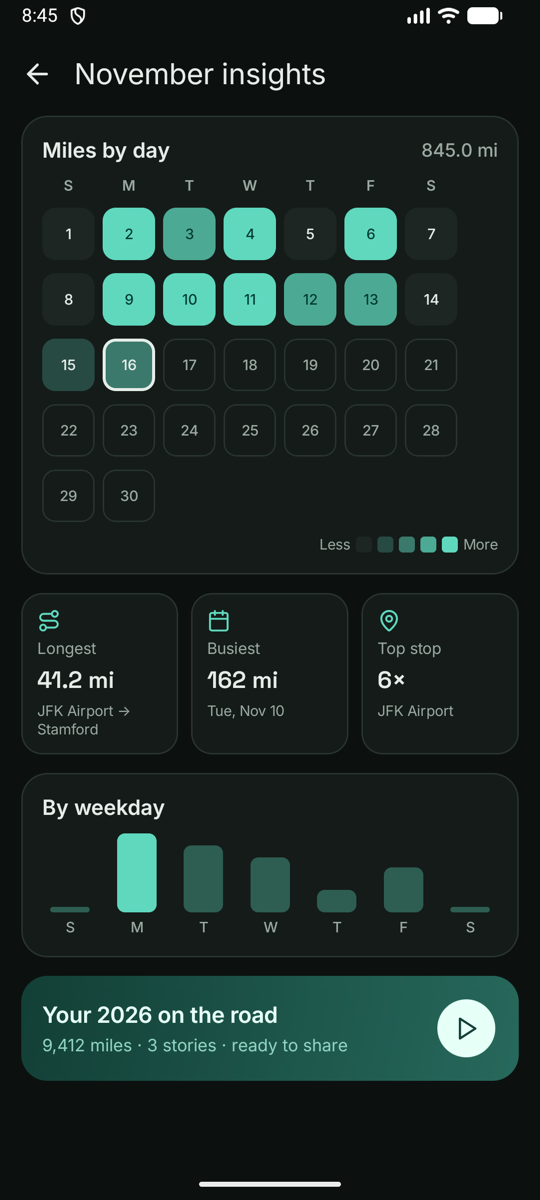 8:45
November insights
Miles by day 845.0 mi
S M T W T F S
1 2 3 4 5 6 7
8 9 10 11 12 13 14
15 16 17 18 19 20 21
22 23 24 25 26 27 28
29 30
Less More
Longest
41.2 mi
JFK Airport →
Stamford
Busiest
162 mi
Tue, Nov 10
Top stop
6×
JFK Airport
By weekday
S M T W T F S
Your 2026 on the road
9,412 miles · 3 stories · ready to share